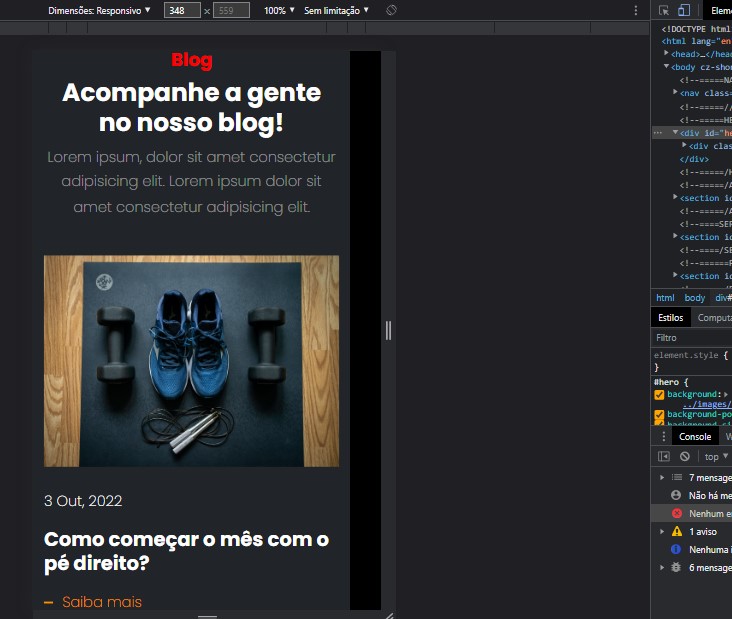 Dimensões: Responsivo ▼ 348 × 559 100% ▼ Sem limitação ▼
Blog
Acompanhe a gente
no nosso blog!
Lorem ipsum, dolor sit amet consectetur
adipisicing elit. Lorem ipsum dolor sit
amet consectetur adipisicing elit.
3 Out, 2022
Como começar o mês com o
pé direito?
Saiba mais
Eleme
<!DOCTYPE html
<html lang="en
<head>…</head
<body cz-shor
<!--=====NA
<nav class=
<!--=====//
<!--=====HE
··· <div id="he
<div clas
</div>
<!--=====/H
<!--=====/A
<section id
<!--=====/A
<!--====SER
<section id
<!--=====/SE
<!--======F
<section id
html body div#
Estilos Computa
Filtro
element.style {
}
#hero {
background:
../images/
background-po
Console
top ▼
7 mensage
Não há me
Nenhum er
1 aviso
Nenhuma i
6 mensage